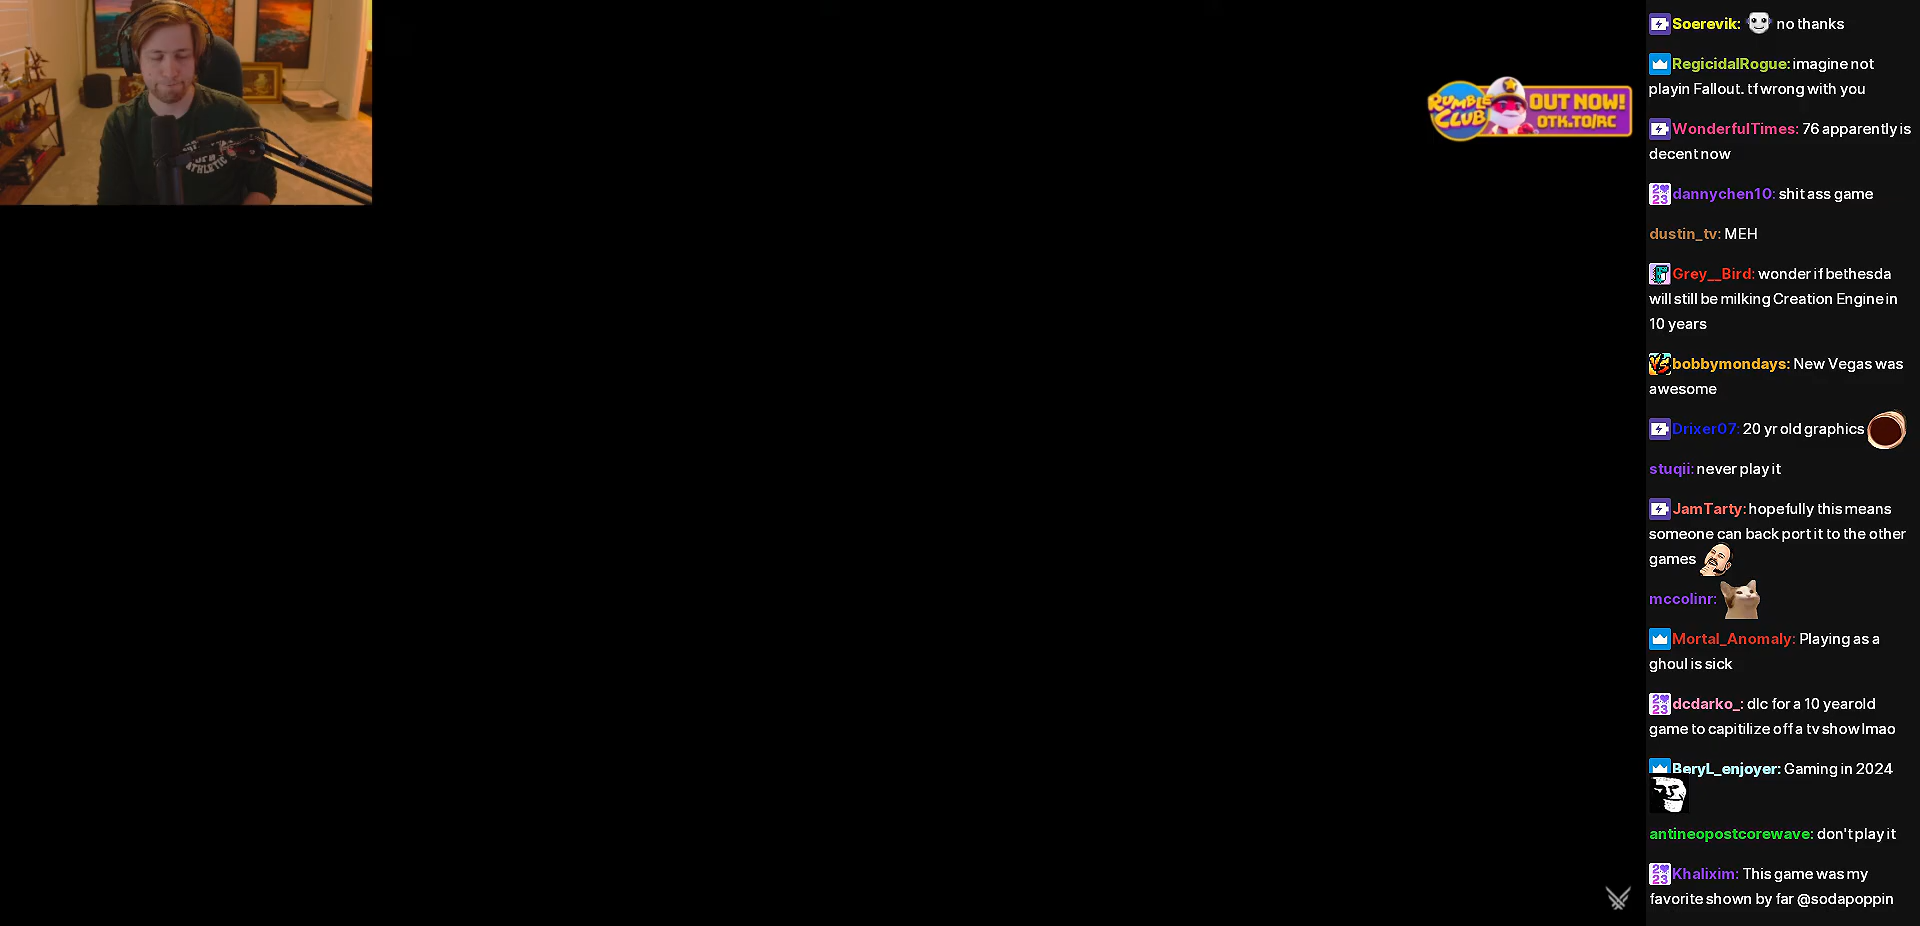 RUMBLE CLUB
OUT NOW!
OTK.TO/RC
ATHLETIC
Soerevik: no thanks
RegicidalRogue: imagine not
playin Fallout. tf wrong with you
WonderfulTimes: 76 apparently is
decent now
dannychen10: shit ass game
dustin_tv: MEH
Grey__Bird: wonder if bethesda
will still be milking Creation Engine in
10 years
bobbymondays: New Vegas was
awesome
Drixer07: 20 yr old graphics
stuqii: never play it
JamTarty: hopefully this means
someone can back port it to the other
games
mccolinr:
Mortal_Anomaly: Playing as a
ghoul is sick
dcdarko_: dlc for a 10 yearold
game to capitilize off a tv show lmao
BeryL_enjoyer: Gaming in 2024
antineopostcorewave: don't play it
Khalixim: This game was my
favorite shown by far @sodapoppin